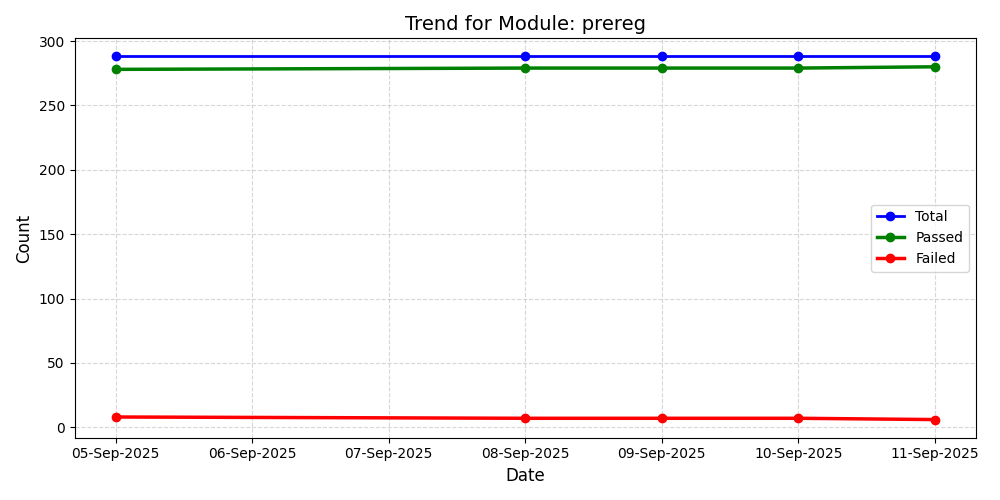 Trend for Module: prereg
300
250
200
150
100
50
0
Count
Total
Passed
Failed
05-Sep-2025 06-Sep-2025 07-Sep-2025 08-Sep-2025 09-Sep-2025 10-Sep-2025 11-Sep-2025
Date